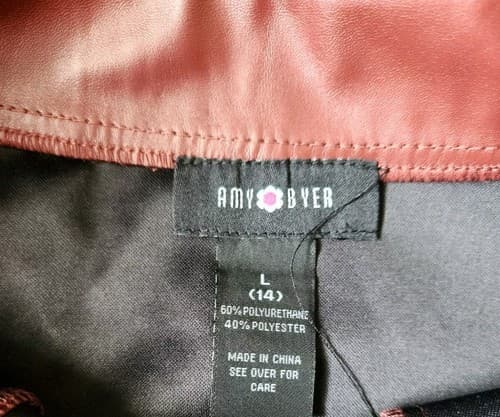 AMY BYER
L
(14)
60% POLYURETHANE
40% POLYESTER
MADE IN CHINA
SEE OVER FOR
CARE